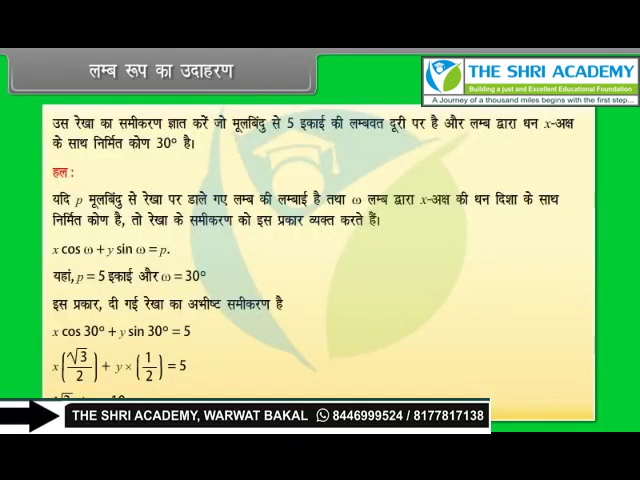 लम्ब रूप का उदाहरण
THE SHRI ACADEMY
Building a just and Excellent Educational Foundation
A Journey of a thousand miles begins with the first step...
उस रेखा का समीकरण ज्ञात करें जो मूलबिंदु से 5 इकाई की लम्बवत दूरी पर है और लम्ब द्वारा धन x-अक्ष
के साथ निर्मित कोण 30º है।
हल :
यदि p मूलबिंदु से रेखा पर डाले गए लम्ब की लम्बाई है तथा ω लम्ब द्वारा x-अक्ष की धन दिशा के साथ
निर्मित कोण है, तो रेखा के समीकरण को इस प्रकार व्यक्त करते हैं।
x cos ω + y sin ω = p.
यहां, p = 5 इकाई और ω = 30º
इस प्रकार, दी गई रेखा का अभीष्ट समीकरण है
x cos 30º + y sin 30º = 5
x (√3/2) + y × (1/2) = 5
THE SHRI ACADEMY, WARWAT BAKAL 8446999524 / 8177817138